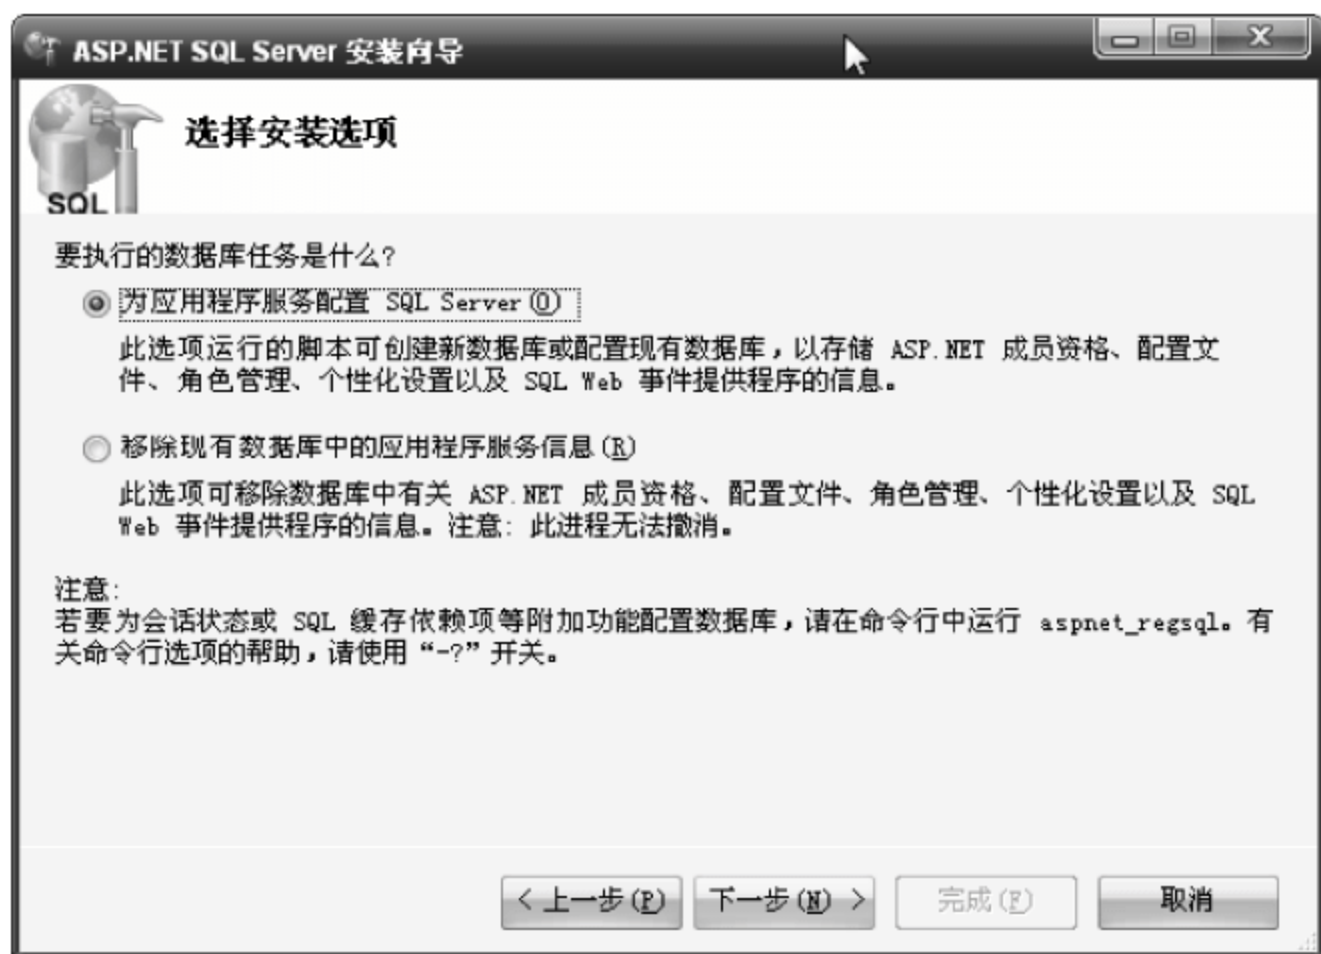 ASP.NET SQL Server 安装向导
选择安装选项
SQL
要执行的数据库任务是什么?
为应用程序服务配置 SQL Server(O)
此选项运行的脚本可创建新数据库或配置现有数据库，以存储 ASP.NET 成员资格、配置文
件、角色管理、个性化设置以及 SQL Web 事件提供程序的信息。
移除现有数据库中的应用程序服务信息(R)
此选项可移除数据库中有关 ASP.NET 成员资格、配置文件、角色管理、个性化设置以及 SQL
Web 事件提供程序的信息。注意: 此进程无法撤消。
注意:
若要为会话状态或 SQL 缓存依赖项等附加功能配置数据库，请在命令行中运行 aspnet_regsql。有
关命令行选项的帮助，请使用“-?”开关。
< 上一步(P) 下一步(N) > 完成(F) 取消